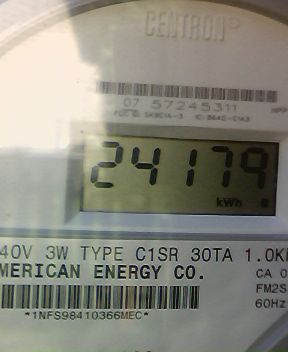 CENTRON
07 57245311
24179
kWh
40V 3W TYPE C1SR 30TA 1.0K
MERICAN ENERGY CO.
CA 0
FM2S
60Hz
*1NFS98410366MEC*